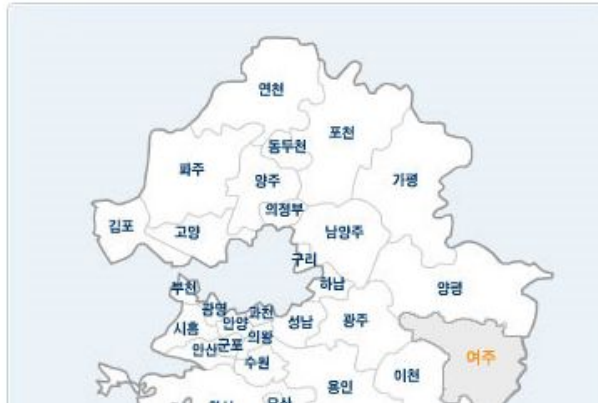 연천
포천
동두천
파주
양주
가평
의정부
김포
고양
남양주
구리
하남
부천
양평
광명
과천
안양
성남
광주
시흥
의왕
안산
군포
수원
여주
이천
용인
오산